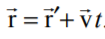 r⃗ = r⃗′ + v⃗t.